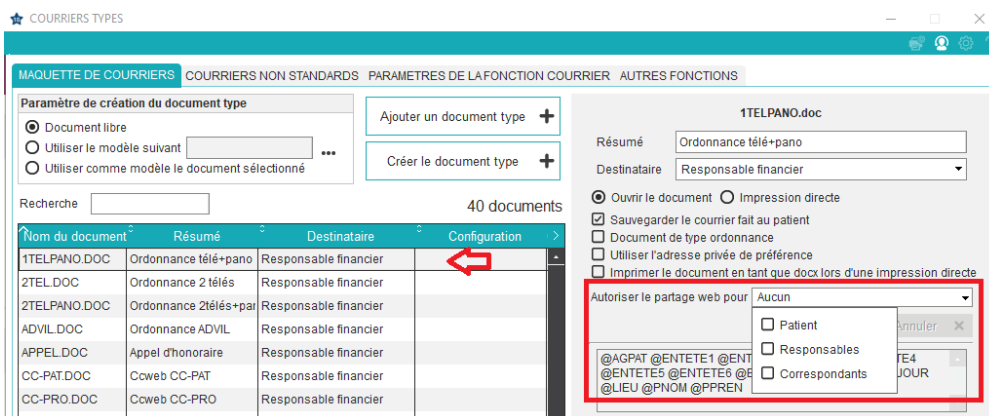 COURRIERS TYPES
MAQUETTE DE COURRIERS COURRIERS NON STANDARDS PARAMETRES DE LA FONCTION COURRIER AUTRES FONCTIONS
Paramètre de création du document type
Document libre
Utiliser le modèle suivant ...
Utiliser comme modèle le document sélectionné
Ajouter un document type +
Créer le document type +
Recherche
40 documents
Nom du document Résumé Destinataire Configuration
1TELPANO.DOC Ordonnance télé+pano Responsable financier
2TEL.DOC Ordonnance 2 télés Responsable financier
2TELPANO.DOC Ordonnance 2télés+par Responsable financier
ADVIL.DOC Ordonnance ADVIL Responsable financier
APPEL.DOC Appel d'honoraire Responsable financier
CC-PAT.DOC Ccweb CC-PAT Responsable financier
CC-PRO.DOC Ccweb CC-PRO Responsable financier
1TELPANO.doc
Résumé Ordonnance télé+pano
Destinataire Responsable financier
Ouvrir le document Impression directe
Sauvegarder le courrier fait au patient
Document de type ordonnance
Utiliser l'adresse privée de préférence
Imprimer le document en tant que docx lors d'une impression directe
Autoriser le partage web pour Aucun
Patient
Responsables
Correspondants
Annuler
@AGPAT @ENTETE1 @ENT TE4
@ENTETE5 @ENTETE6 @E JOUR
@LIEU @PNOM @PPREN